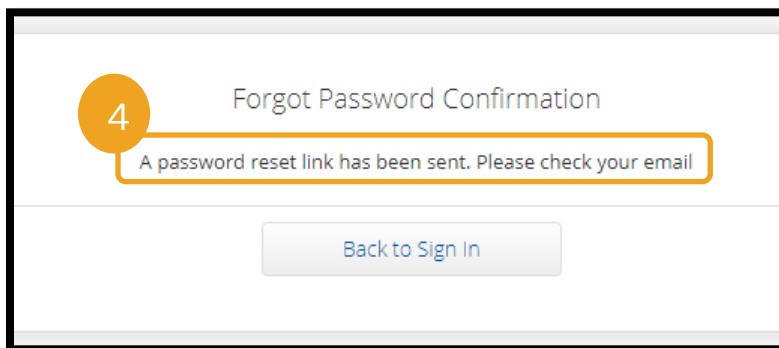 4
Forgot Password Confirmation
A password reset link has been sent. Please check your email
Back to Sign In